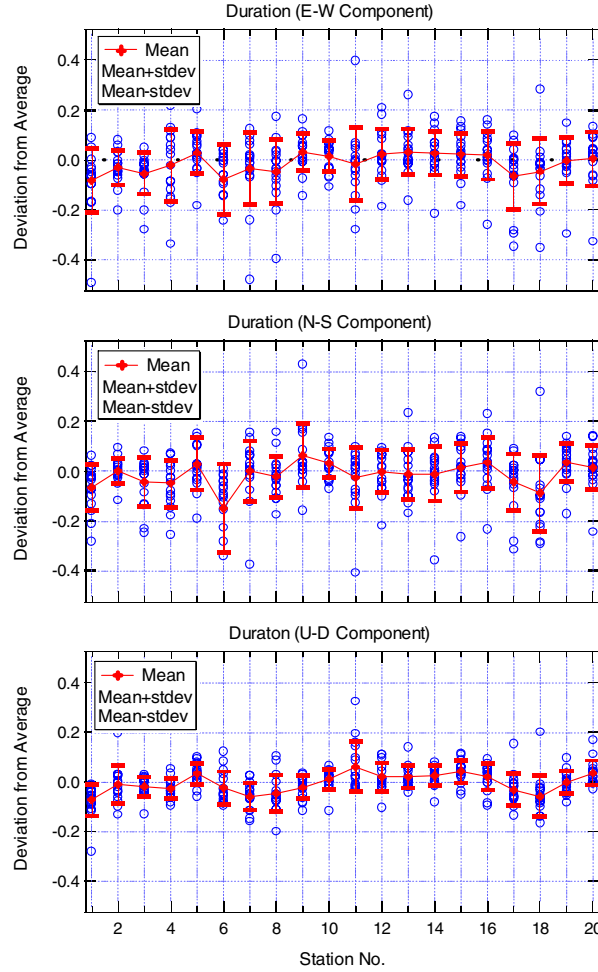 Duration (E-W Component)
Mean
Mean+stdev
Mean-stdev
0.4
0.2
0.0
-0.2
-0.4
Deviation from Average
Duration (N-S Component)
Mean
Mean+stdev
Mean-stdev
0.4
0.2
0.0
-0.2
-0.4
Deviation from Average
Duraton (U-D Component)
Mean
Mean+stdev
Mean-stdev
0.4
0.2
0.0
-0.2
-0.4
Deviation from Average
2 4 6 8 10 12 14 16 18 20
Station No.